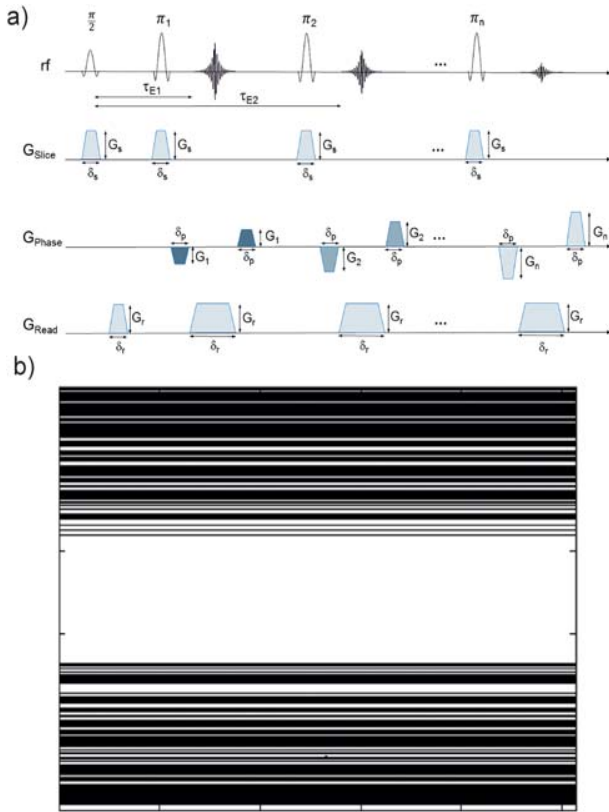 a)
π/2 π₁ π₂ πₙ
rf ...
τE1
τE2
GSlice Gs Gs Gs ... Gs
δs δs δs δs
GPhase δp G1 δp G2 ... δp Gn
G1 δp G2 δp Gn δp
GRead Gr Gr Gr ... Gr
δr δr δr δr
b)